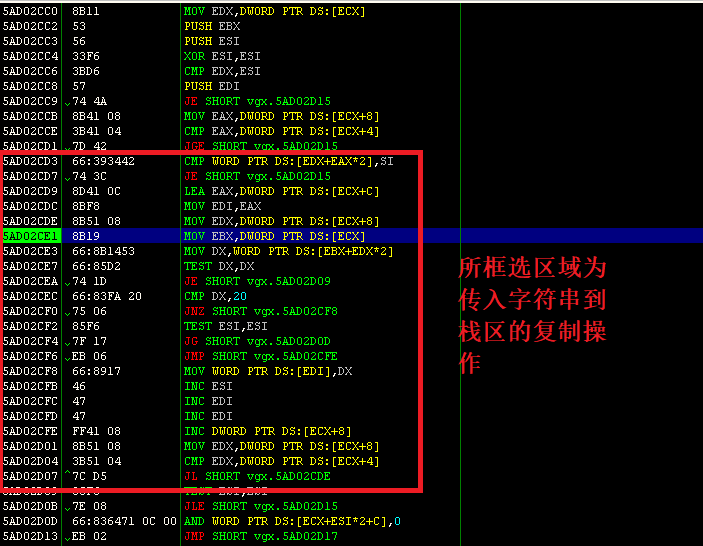 5AD02CC0 8B11 MOV EDX,DWORD PTR DS:[ECX]
5AD02CC2 53 PUSH EBX
5AD02CC3 56 PUSH ESI
5AD02CC4 33F6 XOR ESI,ESI
5AD02CC6 3BD6 CMP EDX,ESI
5AD02CC8 57 PUSH EDI
5AD02CC9 74 4A JE SHORT vgx.5AD02D15
5AD02CCB 8B41 08 MOV EAX,DWORD PTR DS:[ECX+8]
5AD02CCE 3B41 04 CMP EAX,DWORD PTR DS:[ECX+4]
5AD02CD1 7D 42 JGE SHORT vgx.5AD02D15
5AD02CD3 66:393442 CMP WORD PTR DS:[EDX+EAX*2],SI
5AD02CD7 74 3C JE SHORT vgx.5AD02D15
5AD02CD9 8D41 0C LEA EAX,DWORD PTR DS:[ECX+C]
5AD02CDC 8BF8 MOV EDI,EAX
5AD02CDE 8B51 08 MOV EDX,DWORD PTR DS:[ECX+8]
5AD02CE1 8B19 MOV EBX,DWORD PTR DS:[ECX]
5AD02CE3 66:8B1453 MOV DX,WORD PTR DS:[EBX+EDX*2]
5AD02CE7 66:85D2 TEST DX,DX
5AD02CEA 74 1D JE SHORT vgx.5AD02D09
5AD02CEC 66:83FA 20 CMP DX,20
5AD02CF0 75 06 JNZ SHORT vgx.5AD02CF8
5AD02CF2 85F6 TEST ESI,ESI
5AD02CF4 7F 17 JG SHORT vgx.5AD02D0D
5AD02CF6 EB 06 JMP SHORT vgx.5AD02CFE
5AD02CF8 66:8917 MOV WORD PTR DS:[EDI],DX
5AD02CFB 46 INC ESI
5AD02CFC 47 INC EDI
5AD02CFD 47 INC EDI
5AD02CFE FF41 08 INC DWORD PTR DS:[ECX+8]
5AD02D01 8B51 08 MOV EDX,DWORD PTR DS:[ECX+8]
5AD02D04 3B51 04 CMP EDX,DWORD PTR DS:[ECX+4]
5AD02D07 7C D5 JL SHORT vgx.5AD02CDE
TEST ESI,ESI
5AD02D0B 7E 08 JLE SHORT vgx.5AD02D15
5AD02D0D 66:836471 0C 00 AND WORD PTR DS:[ECX+ESI*2+C],0
5AD02D13 EB 02 JMP SHORT vgx.5AD02D17
所框选区域为
传入字符串到
栈区的复制操
作